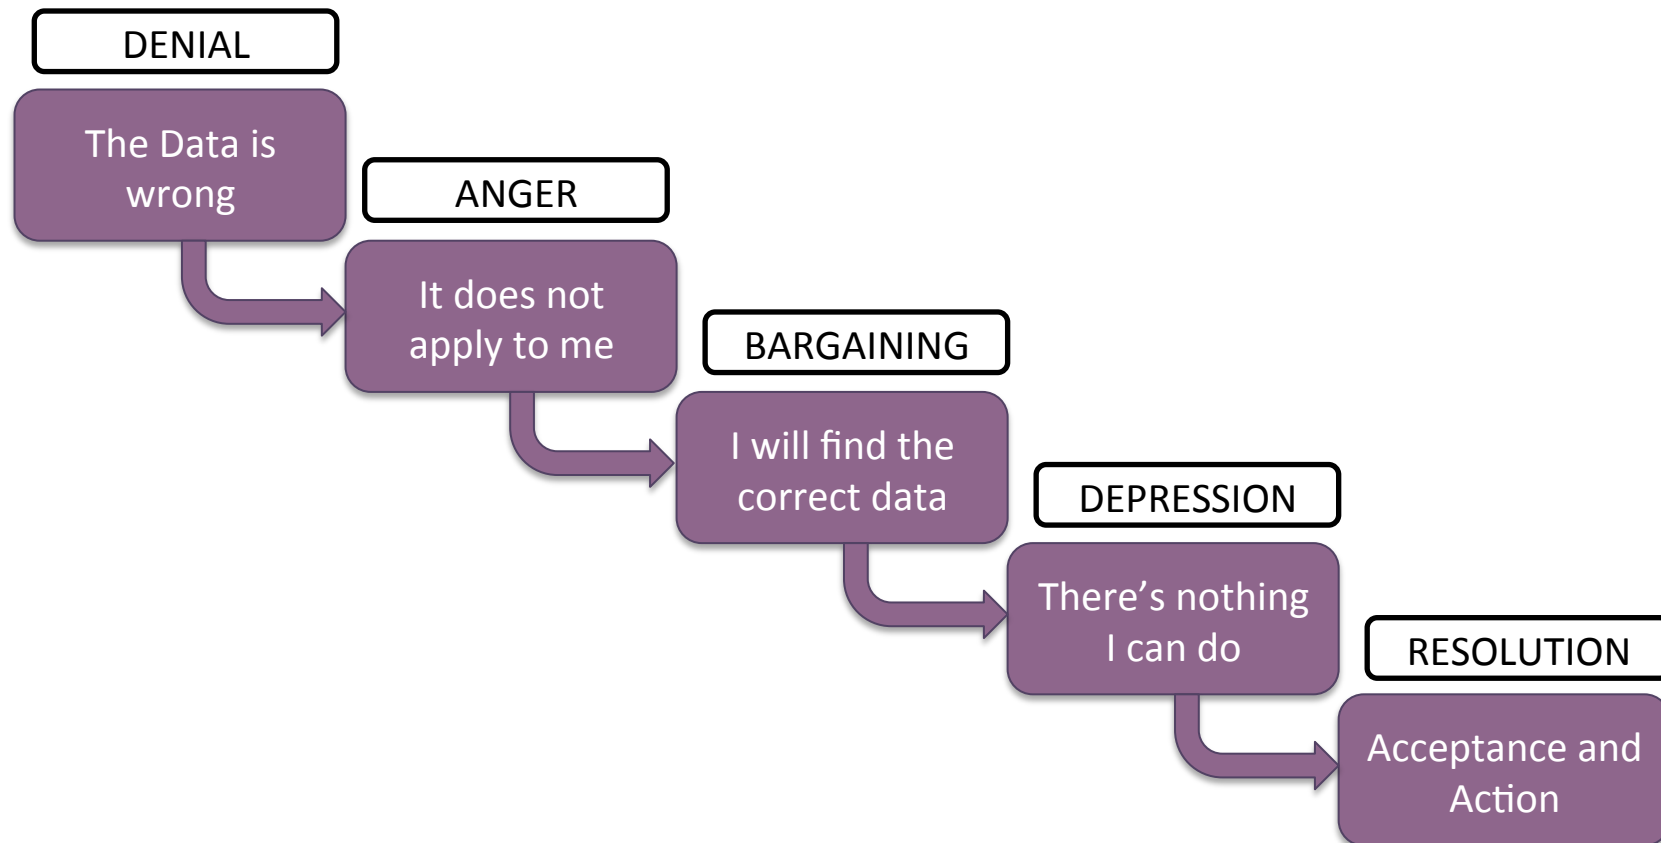 DENIAL
The Data is
wrong
ANGER
It does not
apply to me
BARGAINING
I will find the
correct data
DEPRESSION
There’s nothing
I can do
RESOLUTION
Acceptance and
Action